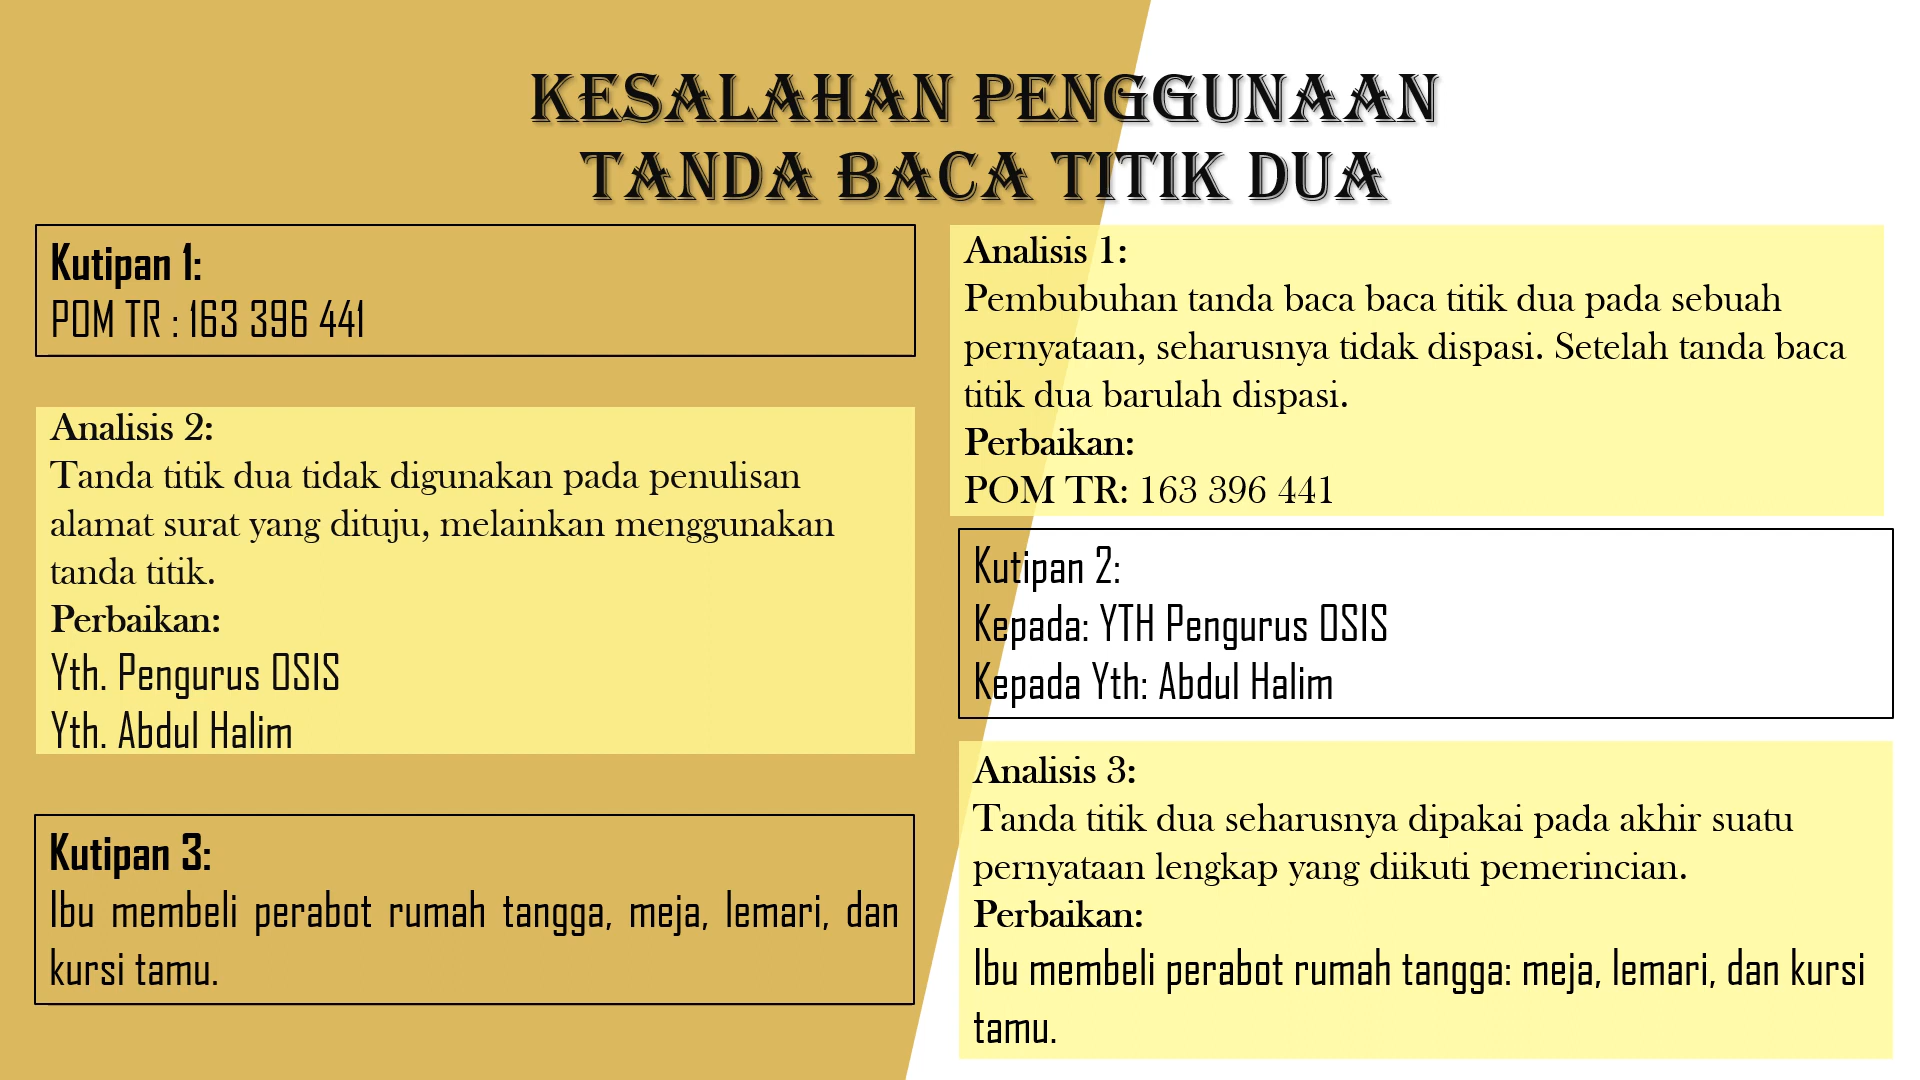 KESALAHAN PENGGUNAAN
TANDA BACA TITIK DUA
Kutipan 1:
POM TR : 163 396 441
Analisis 1:
Pembubuhan tanda baca baca titik dua pada sebuah
pernyataan, seharusnya tidak dispasi. Setelah tanda baca
titik dua barulah dispasi.
Perbaikan:
POM TR: 163 396 441
Kutipan 2:
Kepada: YTH Pengurus OSIS
Kepada Yth: Abdul Halim
Analisis 2:
Tanda titik dua tidak digunakan pada penulisan
alamat surat yang dituju, melainkan menggunakan
tanda titik.
Perbaikan:
Yth. Pengurus OSIS
Yth. Abdul Halim
Kutipan 3:
Ibu membeli perabot rumah tangga, meja, lemari, dan
kursi tamu.
Analisis 3:
Tanda titik dua seharusnya dipakai pada akhir suatu
pernyataan lengkap yang diikuti pemerincian.
Perbaikan:
Ibu membeli perabot rumah tangga: meja, lemari, dan kursi
tamu.